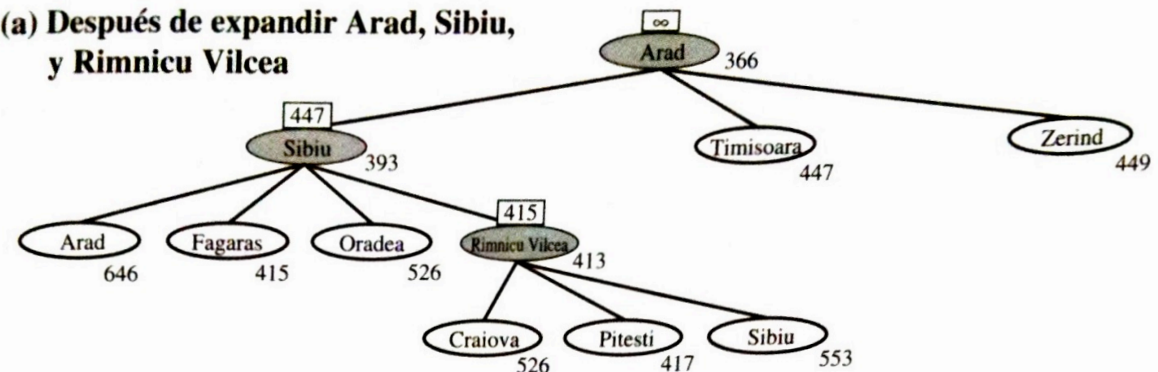 (a) Después de expandir Arad, Sibiu,
y Rimnicu Vilcea
∞
Arad 366
447
Sibiu 393
Timisoara 447
Zerind 449
Arad 646
Fagaras 415
Oradea 526
415
Rimnicu Vilcea 413
Craiova 526
Pitesti 417
Sibiu 553